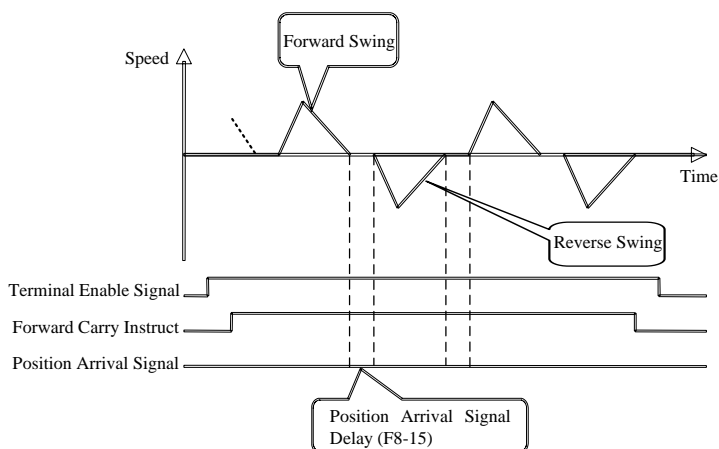 Forward Swing
Speed
Time
Reverse Swing
Terminal Enable Signal
Forward Carry Instruct
Position Arrival Signal
Position Arrival Signal
Delay (F8-15)